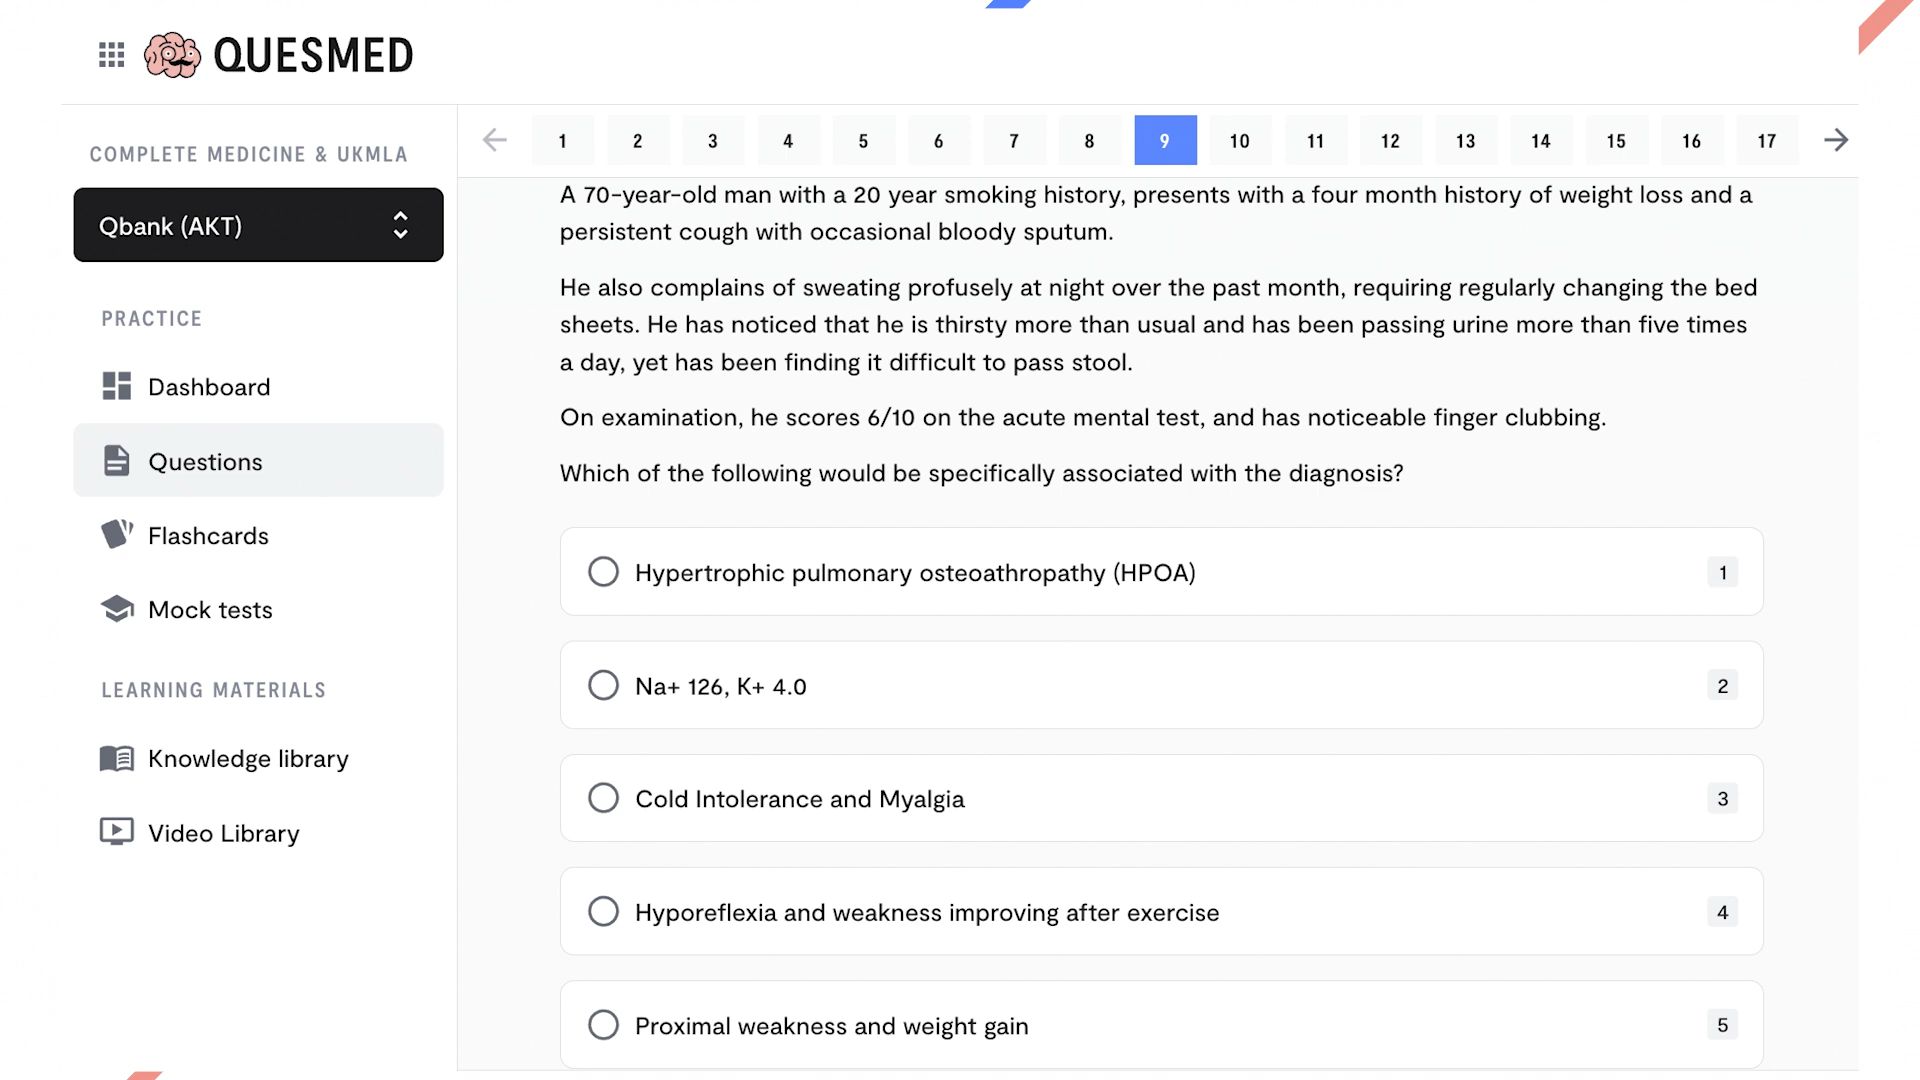 QUESMED
COMPLETE MEDICINE & UKMLA
Qbank (AKT)
PRACTICE
Dashboard
Questions
Flashcards
Mock tests
LEARNING MATERIALS
Knowledge library
Video Library
1 2 3 4 5 6 7 8 9 10 11 12 13 14 15 16 17
A 70-year-old man with a 20 year smoking history, presents with a four month history of weight loss and a
persistent cough with occasional bloody sputum.
He also complains of sweating profusely at night over the past month, requiring regularly changing the bed
sheets. He has noticed that he is thirsty more than usual and has been passing urine more than five times
a day, yet has been finding it difficult to pass stool.
On examination, he scores 6/10 on the acute mental test, and has noticeable finger clubbing.
Which of the following would be specifically associated with the diagnosis?
Hypertrophic pulmonary osteoathropathy (HPOA) 1
Na+ 126, K+ 4.0 2
Cold Intolerance and Myalgia 3
Hyporeflexia and weakness improving after exercise 4
Proximal weakness and weight gain 5